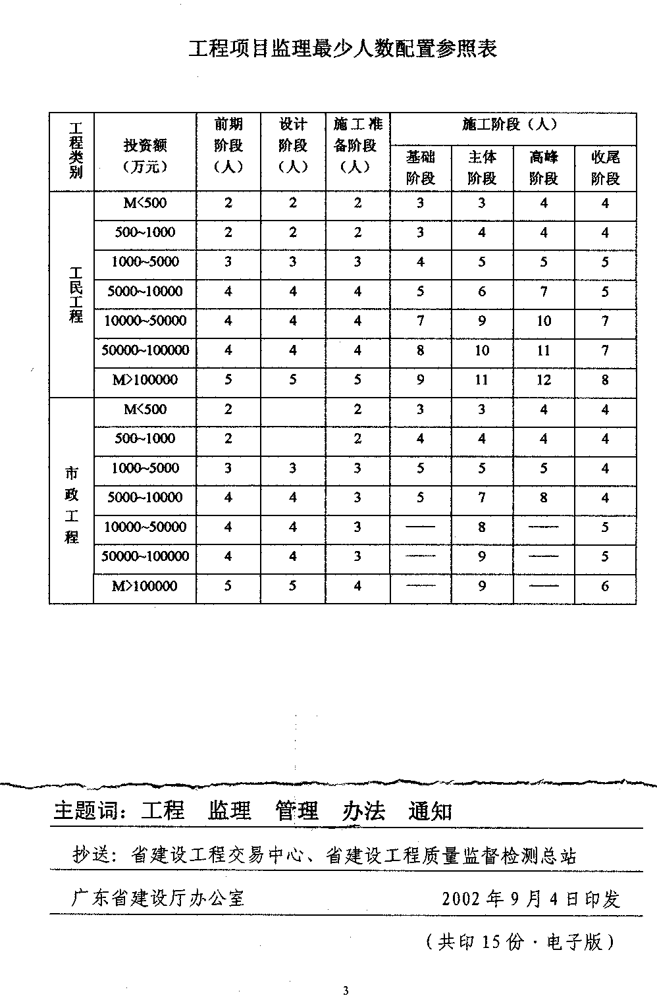 工程项目监理最少人数配置参照表
工程类别 投资额（万元） 前期阶段（人） 设计阶段（人） 施工准备阶段（人） 施工阶段（人）
基础阶段 主体阶段 高峰阶段 收尾阶段
工民工程
M<500 2 2 2 3 3 4 4
500~1000 2 2 2 3 4 4 4
1000~5000 3 3 3 4 5 5 5
5000~10000 4 4 4 5 6 7 5
10000~50000 4 4 4 7 9 10 7
50000~100000 4 4 4 8 10 11 7
M>100000 5 5 5 9 11 12 8
市政工程
M<500 2 2 3 3 4 4
500~1000 2 2 4 4 4 4
1000~5000 3 3 3 5 5 5 4
5000~10000 4 4 3 5 7 8 4
10000~50000 4 4 3 —— 8 —— 5
50000~100000 4 4 3 —— 9 —— 5
M>100000 5 5 4 —— 9 —— 6
主题词：工程 监理 管理 办法 通知
抄送：省建设工程交易中心、省建设工程质量监督检测总站
广东省建设厅办公室 2002年9月4日印发
（共印15份·电子版）
3